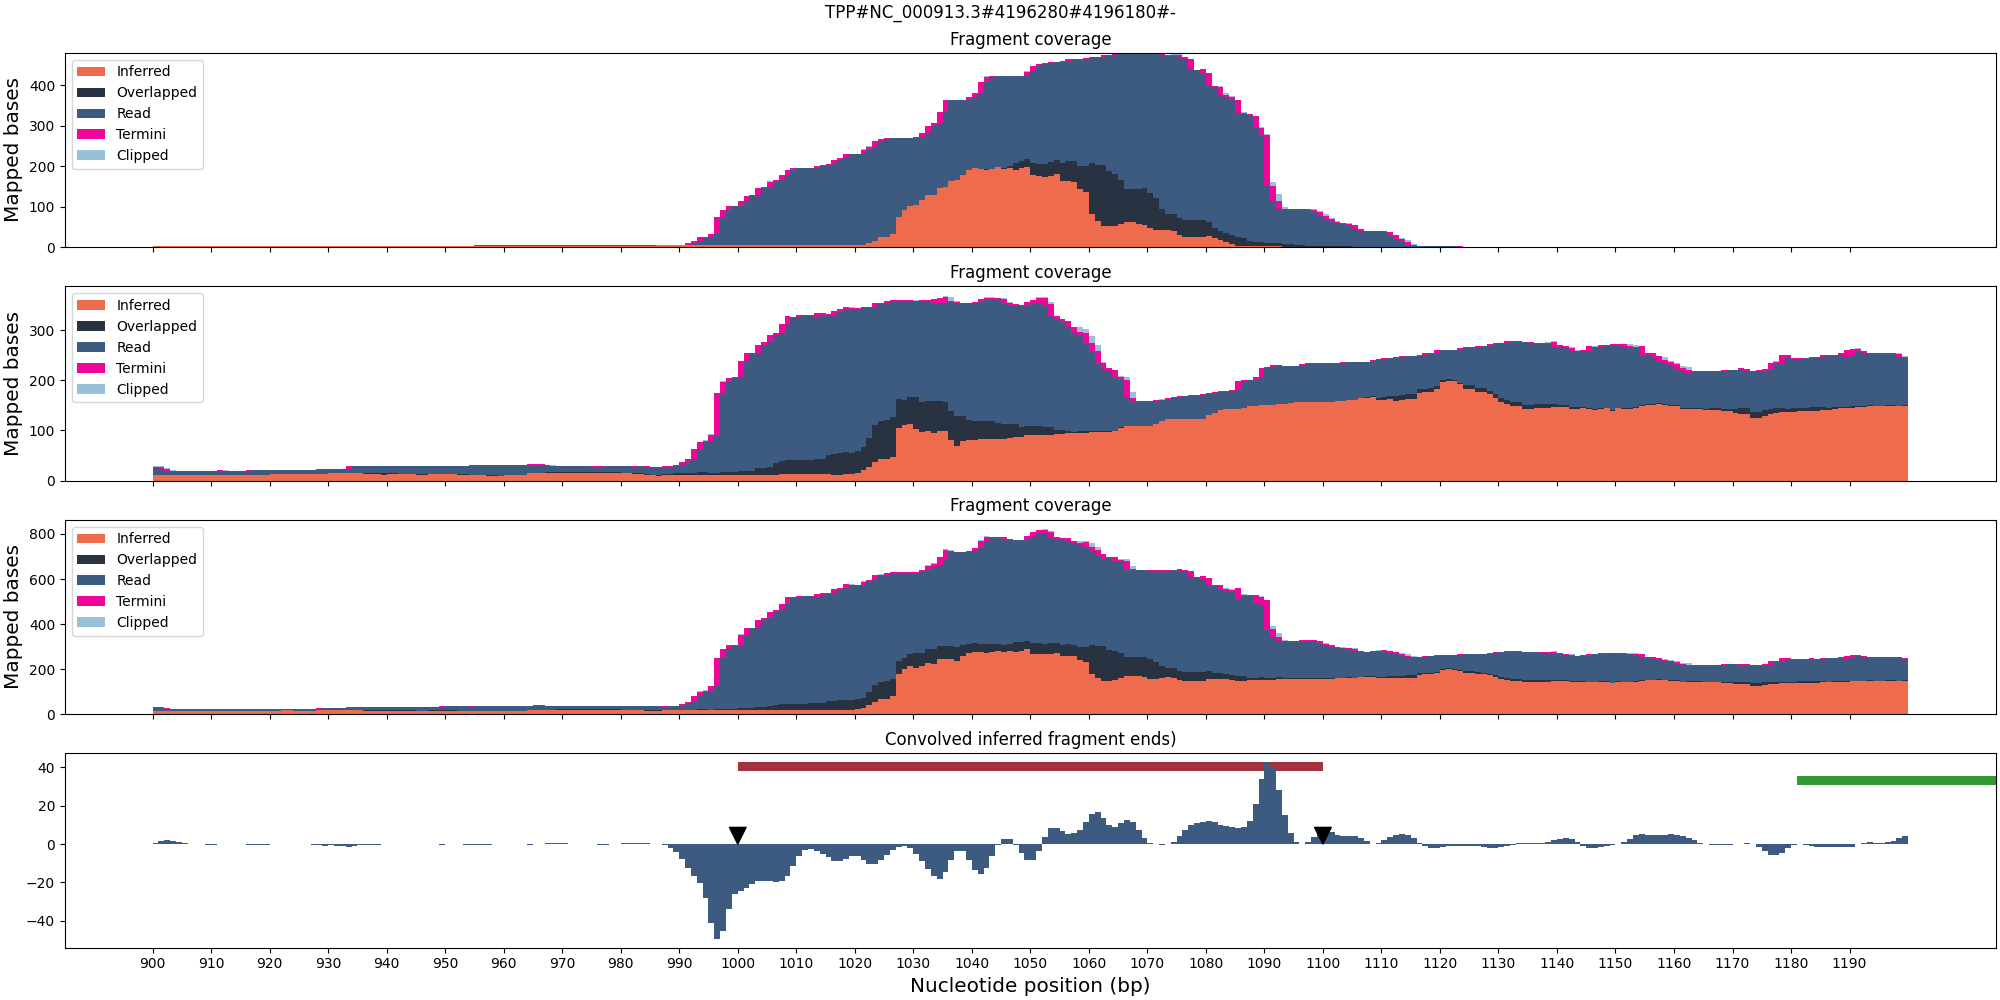 TPP#NC_000913.3#4196280#4196180#-
Fragment coverage
Mapped bases
400
300
200
100
0
Inferred
Overlapped
Read
Termini
Clipped
Fragment coverage
Mapped bases
300
200
100
0
Inferred
Overlapped
Read
Termini
Clipped
Fragment coverage
Mapped bases
800
600
400
200
0
Inferred
Overlapped
Read
Termini
Clipped
Convolved inferred fragment ends)
40
20
0
−20
−40
900 910 920 930 940 950 960 970 980 990 1000 1010 1020 1030 1040 1050 1060 1070 1080 1090 1100 1110 1120 1130 1140 1150 1160 1170 1180 1190
Nucleotide position (bp)